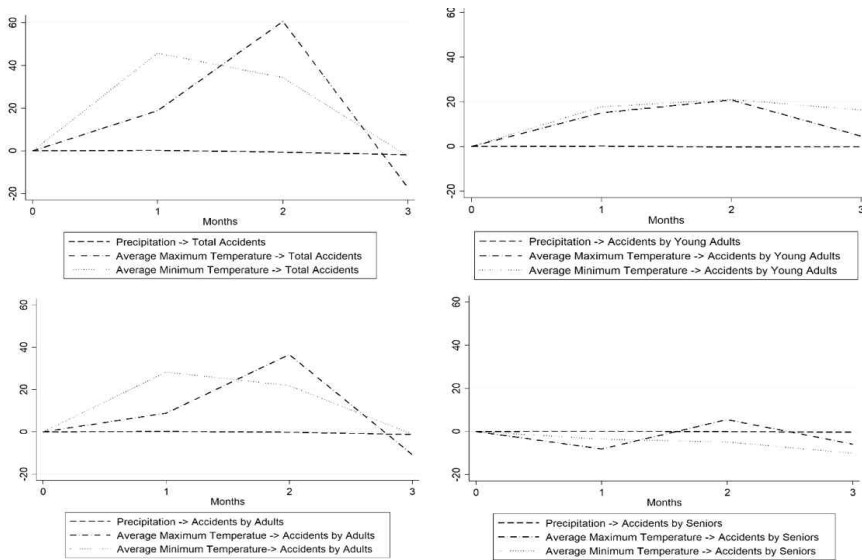 60
40
20
0
-20
0 1 2 3
Months
Precipitation -> Total Accidents
Average Maximum Temperature -> Total Accidents
Average Minimum Temperature -> Total Accidents
60
40
20
0
-20
0 1 2 3
Months
Precipitation -> Accidents by Young Adults
Average Maximum Temperature -> Accidents by Young Adults
Average Minimum Temperature -> Accidents by Young Adults
60
40
20
0
-20
0 1 2 3
Months
Precipitation -> Accidents by Adults
Average Maximum Temperatue -> Accidents by Adults
Average Minimum Temperature-> Accidents by Adults
60
40
20
0
-20
0 1 2 3
Months
Precipitation -> Accidents by Seniors
Average Maximum Temperature -> Accidents by Seniors
Average Minimum Temperature -> Accidents by Seniors